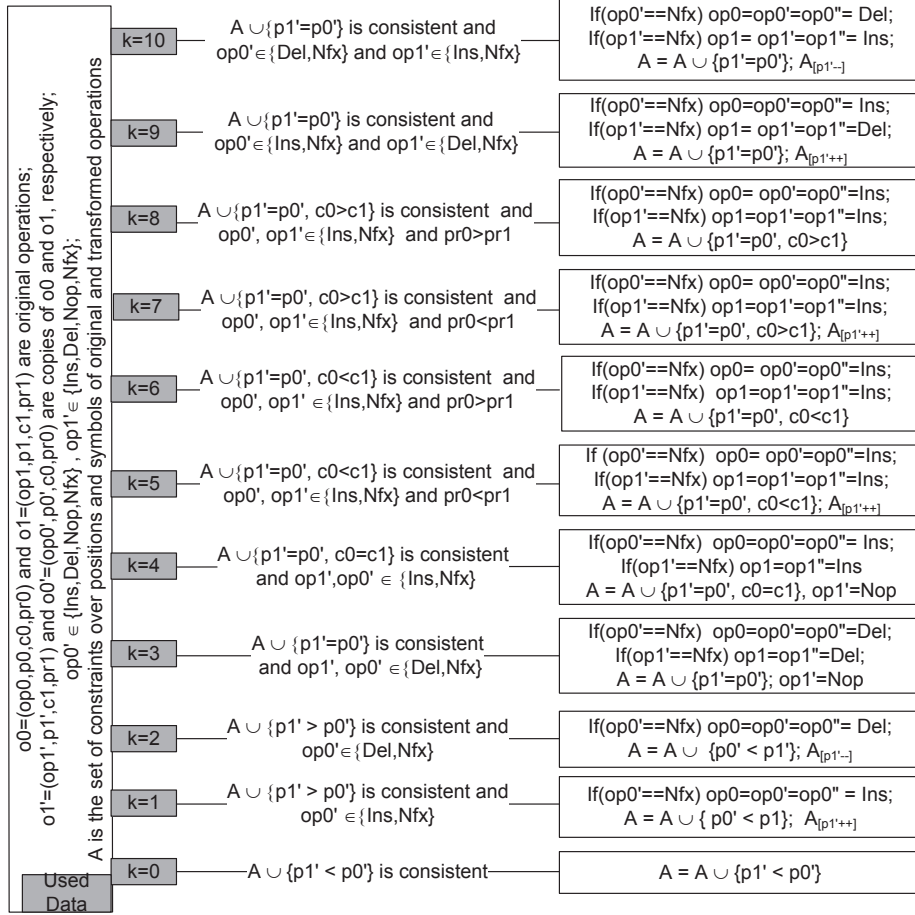 o0=(op0,p0,c0,pr0) and o1=(op1,p1,c1,pr1) are original operations;
o1'=(op1',p1',c1,pr1) and o0'=(op0',p0',c0,pr0) are copies of o0 and o1, respectively;
op0' ∈ {Ins,Del,Nop,Nfx} , op1' ∈ {Ins,Del,Nop,Nfx};
A is the set of constraints over positions and symbols of original and transformed operations
Used
Data
k=10
A ∪{p1'=p0'} is consistent and
op0'∈{Del,Nfx} and op1'∈{Ins,Nfx}
If(op0'==Nfx) op0=op0'=op0''= Del;
If(op1'==Nfx) op1= op1'=op1''= Ins;
A = A ∪ {p1'=p0'}; A[p1'--]
k=9
A ∪{p1'=p0'} is consistent and
op0'∈{Ins,Nfx} and op1'∈{Del,Nfx}
If(op0'==Nfx) op0=op0'=op0''= Ins;
If(op1'==Nfx) op1= op1'=op1''=Del;
A = A ∪ {p1'=p0'}; A[p1'++]
k=8
A ∪{p1'=p0', c0>c1} is consistent and
op0', op1'∈{Ins,Nfx} and pr0>pr1
If(op0'==Nfx) op0= op0'=op0''=Ins;
If(op1'==Nfx) op1=op1'=op1''=Ins;
A = A ∪ {p1'=p0', c0>c1}
k=7
A ∪{p1'=p0', c0>c1} is consistent and
op0', op1'∈{Ins,Nfx} and pr0<pr1
If(op0'==Nfx) op0= op0'=op0''=Ins;
If(op1'==Nfx) op1=op1'=op1''=Ins;
A = A ∪ {p1'=p0', c0>c1}; A[p1'++]
k=6
A ∪{p1'=p0', c0<c1} is consistent and
op0', op1' ∈{Ins,Nfx} and pr0>pr1
If(op0'==Nfx) op0= op0'=op0''=Ins;
If(op1'==Nfx) op1=op1'=op1''=Ins;
A = A ∪ {p1'=p0', c0<c1}
k=5
A ∪{p1'=p0', c0<c1} is consistent and
op0', op1'∈{Ins,Nfx} and pr0<pr1
If (op0'==Nfx) op0= op0'=op0''=Ins;
If(op1'==Nfx) op1=op1'=op1''=Ins;
A = A ∪ {p1'=p0', c0<c1}; A[p1'++]
k=4
A ∪{p1'=p0', c0=c1} is consistent
and op1',op0' ∈ {Ins,Nfx}
If(op0'==Nfx) op0=op0'=op0''= Ins;
If(op1'==Nfx) op1=op1''=Ins
A = A ∪ {p1'=p0', c0=c1}, op1'=Nop
k=3
A ∪ {p1'=p0'} is consistent
and op1', op0' ∈{Del,Nfx}
If(op0'==Nfx) op0=op0'=op0''=Del;
If(op1'==Nfx) op1=op1''=Del;
A = A ∪ {p1'=p0'}; op1'=Nop
k=2
A ∪ {p1' > p0'} is consistent and
op0'∈{Del,Nfx}
If(op0'==Nfx) op0=op0'=op0''= Del;
A = A ∪ {p0' < p1'}; A[p1'--]
k=1
A ∪ {p1' > p0'} is consistent and
op0' ∈{Ins,Nfx}
If(op0'==Nfx) op0=op0'=op0'' = Ins;
A = A ∪ { p0' < p1}; A[p1'++]
k=0
A ∪ {p1' < p0'} is consistent
A = A ∪ {p1' < p0'}